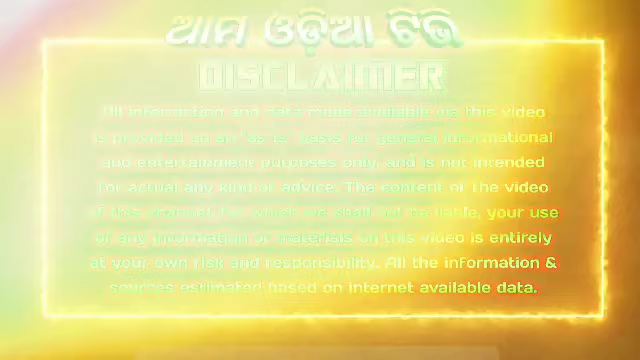 ଆମ ଓଡ଼ିଆ ଟିଭି
DISCLAIMER
All information and data made available via this video
is provided on an "as is" basis for general informational
and entertainment purposes only, and is not intended
for actual any kind of advice. The content of the video
of this for which we shall not be liable, your use
of any information or materials on this video is entirely
at your own risk and responsibility. All the information &
sources estimated based on internet available data.